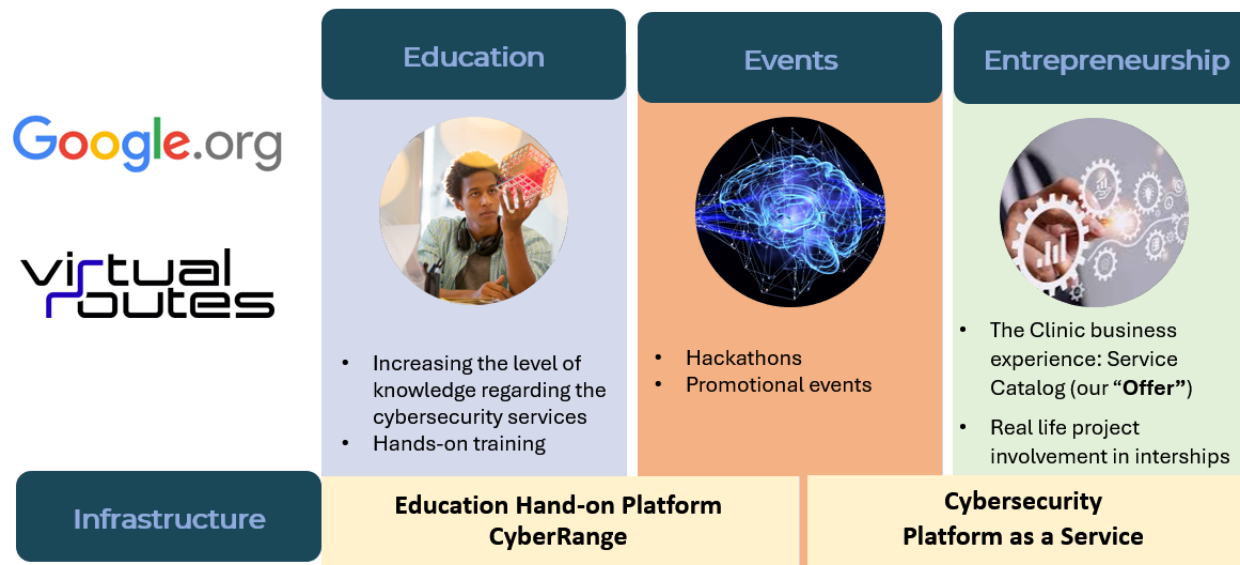 Education
Events
Entrepreneurship
Google.org
virtual
routes
• Increasing the level of
knowledge regarding the
cybersecurity services
• Hands-on training
• Hackathons
• Promotional events
• The Clinic business
experience: Service
Catalog (our “Offer”)
• Real life project
involvement in interships
Infrastructure
Education Hand-on Platform
CyberRange
Cybersecurity
Platform as a Service